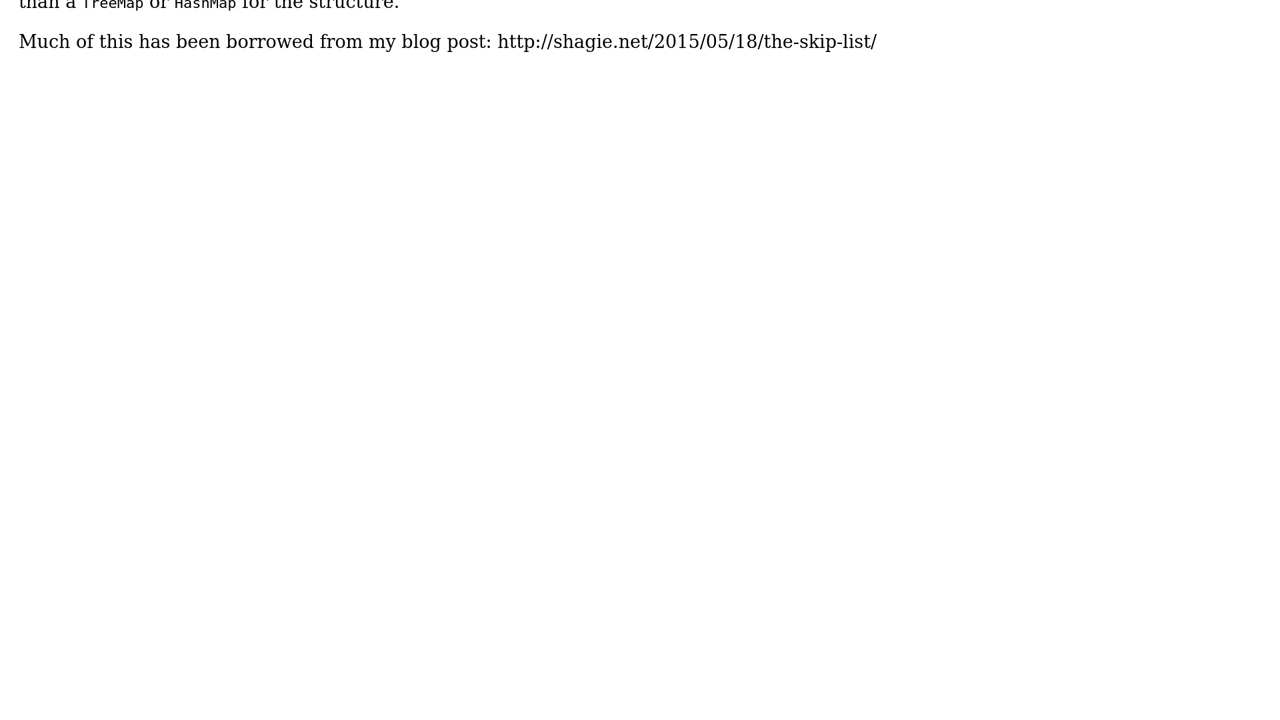 than a TreeMap or HashMap for the structure.
Much of this has been borrowed from my blog post: http://shagie.net/2015/05/18/the-skip-list/